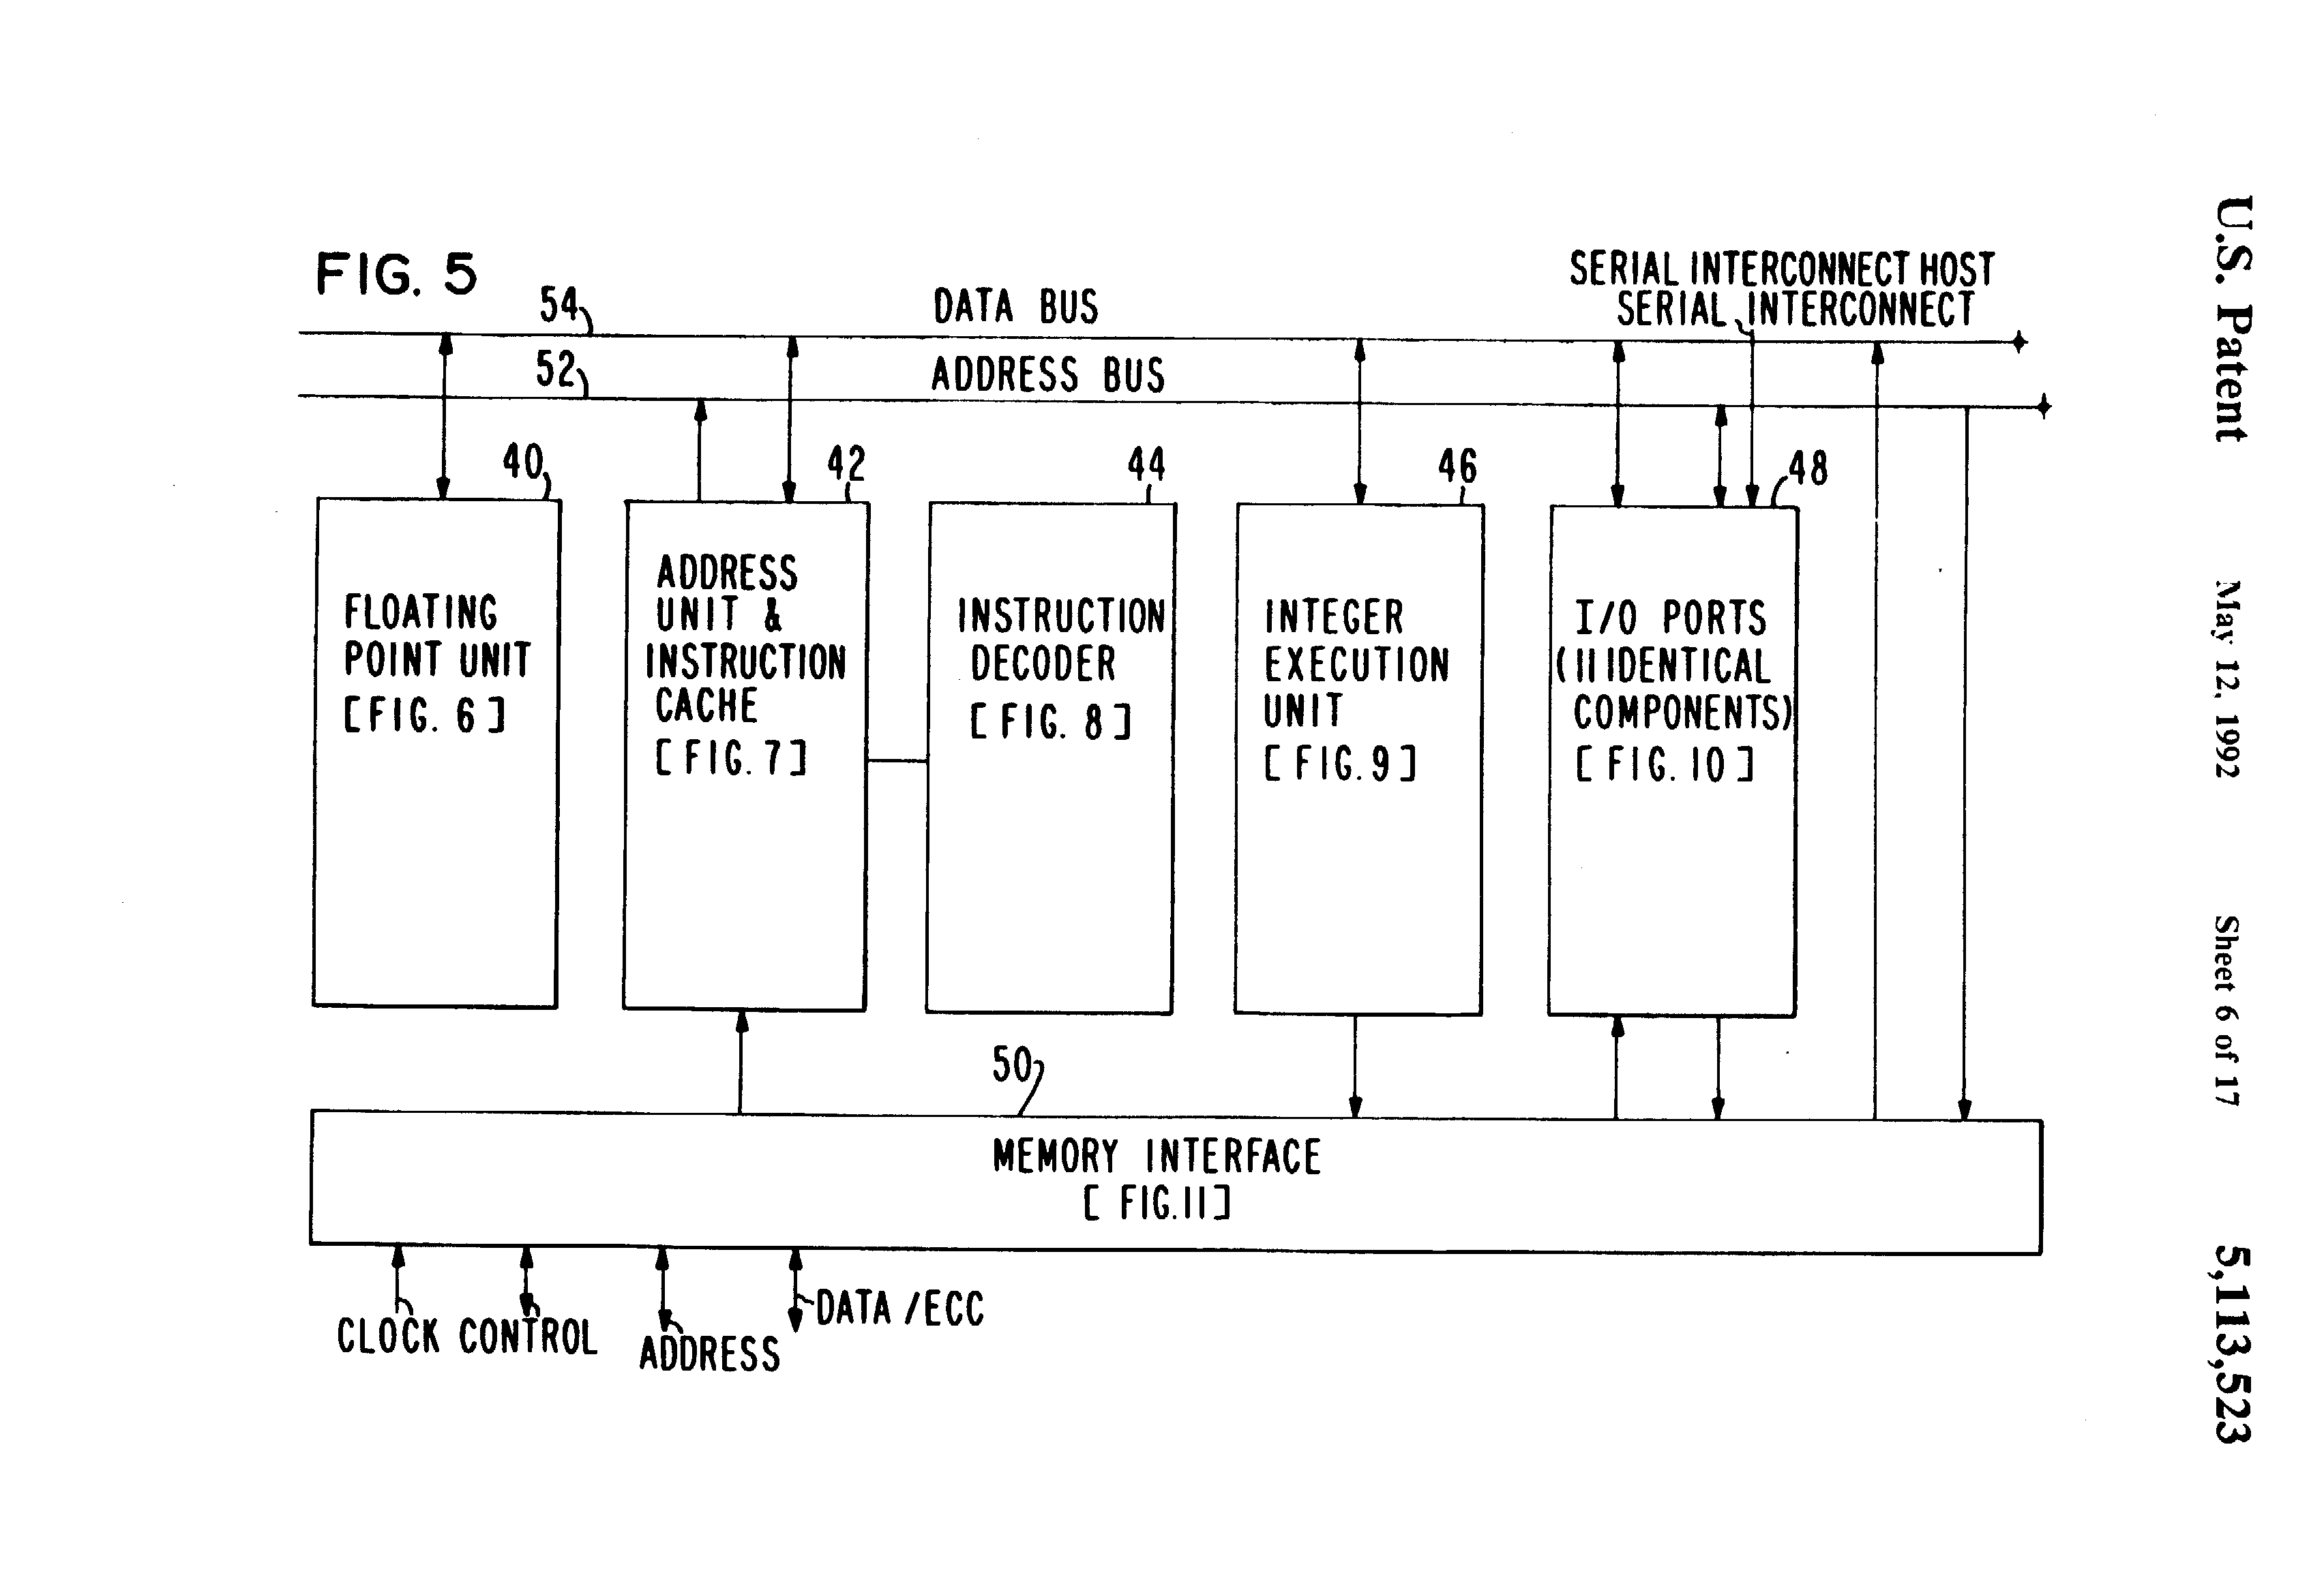 U.S. Patent
May 12, 1992
Sheet 6 of 17
5,113,523
FIG. 5
SERIAL INTERCONNECT HOST
SERIAL INTERCONNECT
54
DATA BUS
52
ADDRESS BUS
40
42
44
46
48
FLOATING
POINT UNIT
[FIG. 6]
ADDRESS
UNIT &
INSTRUCTION
CACHE
[FIG. 7]
INSTRUCTION
DECODER
[FIG. 8]
INTEGER
EXECUTION
UNIT
[FIG. 9]
I/O PORTS
(11 IDENTICAL
COMPONENTS)
[FIG. 10]
50
MEMORY INTERFACE
[FIG. 11]
CLOCK
CONTROL
ADDRESS
DATA /ECC